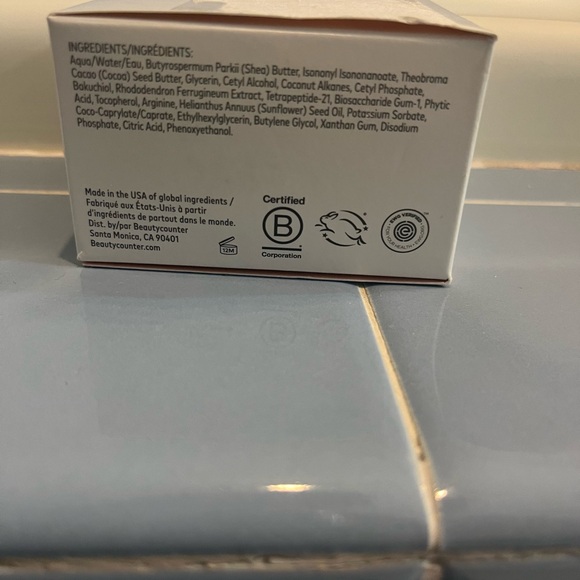 INGREDIENTS/INGRÉDIENTS:
Aqua/Water/Eau, Butyrospermum Parkii (Shea) Butter, Isononyl Isononanoate, Theobroma
Cacao (Cocoa) Seed Butter, Glycerin, Cetyl Alcohol, Coconut Alkanes, Cetyl Phosphate,
Bakuchiol, Rhododendron Ferrugineum Extract, Tetrapeptide-21, Biosaccharide Gum-1, Phytic
Acid, Tocopherol, Arginine, Helianthus Annuus (Sunflower) Seed Oil, Potassium Sorbate,
Coco-Caprylate/Caprate, Ethylhexylglycerin, Butylene Glycol, Xanthan Gum, Disodium
Phosphate, Citric Acid, Phenoxyethanol.
Made in the USA of global ingredients /
Fabriqué aux États-Unis à partir
d'ingrédients de partout dans le monde.
Dist. by/par Beautycounter
Santa Monica, CA 90401
Beautycounter.com
12M
Certified
B
Corporation
EWG VERIFIED